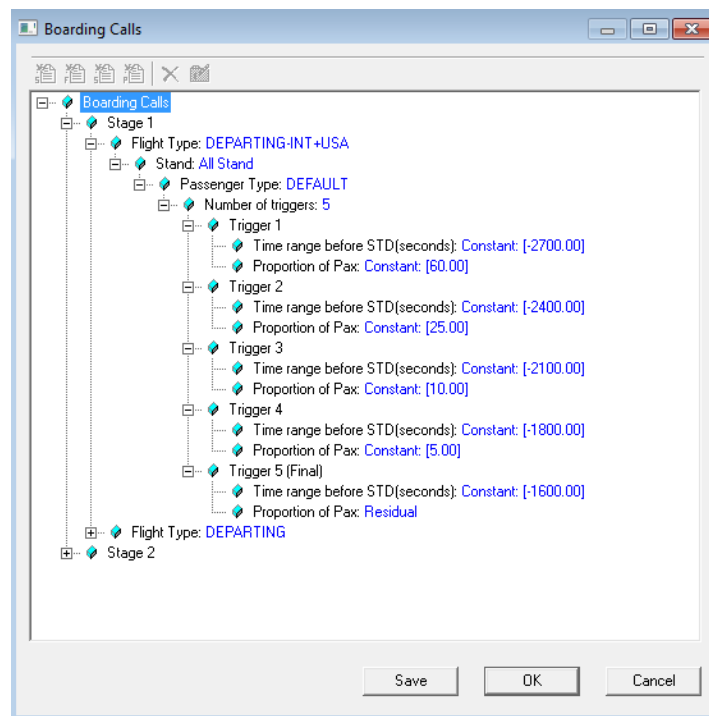 Boarding Calls
Boarding Calls
Stage 1
Flight Type: DEPARTING-INT+USA
Stand: All Stand
Passenger Type: DEFAULT
Number of triggers: 5
Trigger 1
Time range before STD(seconds): Constant: [-2700.00]
Proportion of Pax: Constant: [60.00]
Trigger 2
Time range before STD(seconds): Constant: [-2400.00]
Proportion of Pax: Constant: [25.00]
Trigger 3
Time range before STD(seconds): Constant: [-2100.00]
Proportion of Pax: Constant: [10.00]
Trigger 4
Time range before STD(seconds): Constant: [-1800.00]
Proportion of Pax: Constant: [5.00]
Trigger 5 (Final)
Time range before STD(seconds): Constant: [-1600.00]
Proportion of Pax: Residual
Flight Type: DEPARTING
Stage 2
Save OK Cancel